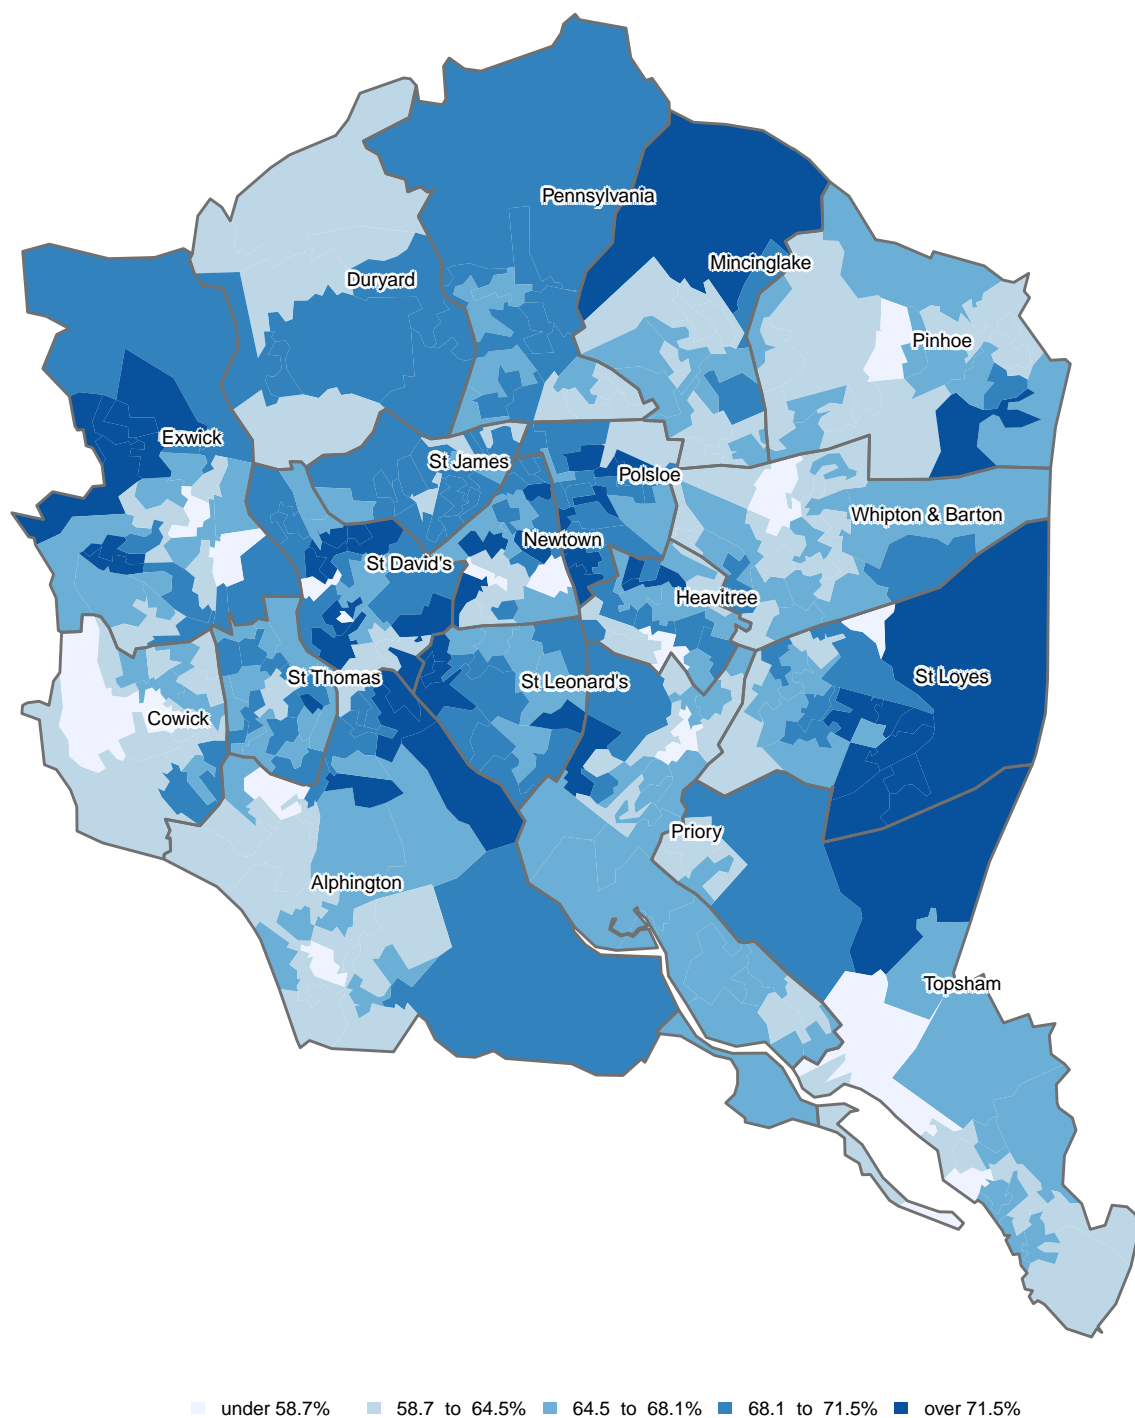 Pennsylvania
Mincinglake
Duryard
Pinhoe
Exwick
St James
Polsloe
Whipton & Barton
Newtown
St David's
Heavitree
St Thomas
St Leonard's
St Loyes
Cowick
Priory
Alphington
Topsham
under 58.7% 58.7 to 64.5% 64.5 to 68.1% 68.1 to 71.5% over 71.5%